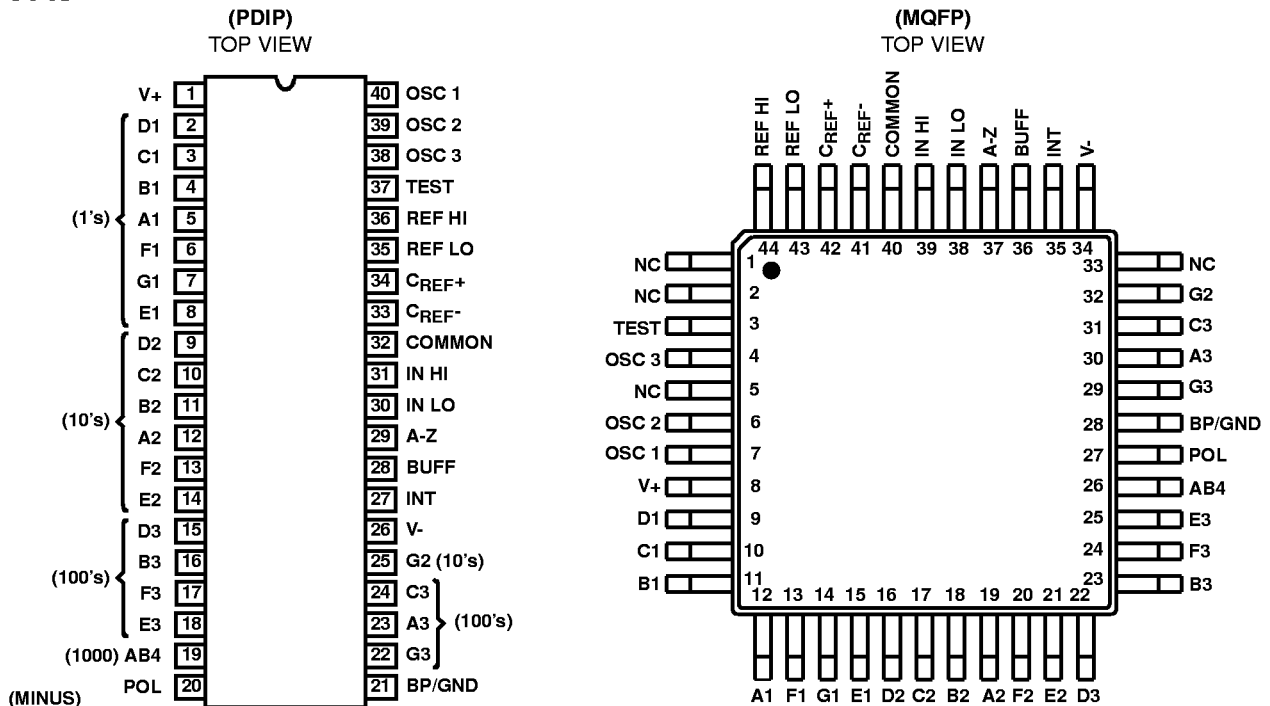 (PDIP)
TOP VIEW
V+ 1 40 OSC 1
D1 2 39 OSC 2
C1 3 38 OSC 3
B1 4 37 TEST
(1's) A1 5 36 REF HI
F1 6 35 REF LO
G1 7 34 CREF+
E1 8 33 CREF-
D2 9 32 COMMON
C2 10 31 IN HI
B2 11 30 IN LO
(10's)
A2 12 29 A-Z
F2 13 28 BUFF
E2 14 27 INT
D3 15 26 V-
B3 16 25 G2 (10's)
(100's)
F3 17 24 C3
E3 18 23 A3 (100's)
(1000) AB4 19 22 G3
(MINUS) POL 20 21 BP/GND
(MQFP)
TOP VIEW
REF HI REF LO CREF+ CREF- COMMON IN HI IN LO A-Z BUFF INT V-
44 43 42 41 40 39 38 37 36 35 34
NC 1 33 NC
NC 2 32 G2
TEST 3 31 C3
OSC 3 4 30 A3
NC 5 29 G3
OSC 2 6 28 BP/GND
OSC 1 7 27 POL
V+ 8 26 AB4
D1 9 25 E3
C1 10 24 F3
B1 11 23 B3
12 13 14 15 16 17 18 19 20 21 22
A1 F1 G1 E1 D2 C2 B2 A2 F2 E2 D3